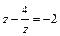 z - 4/z = -2